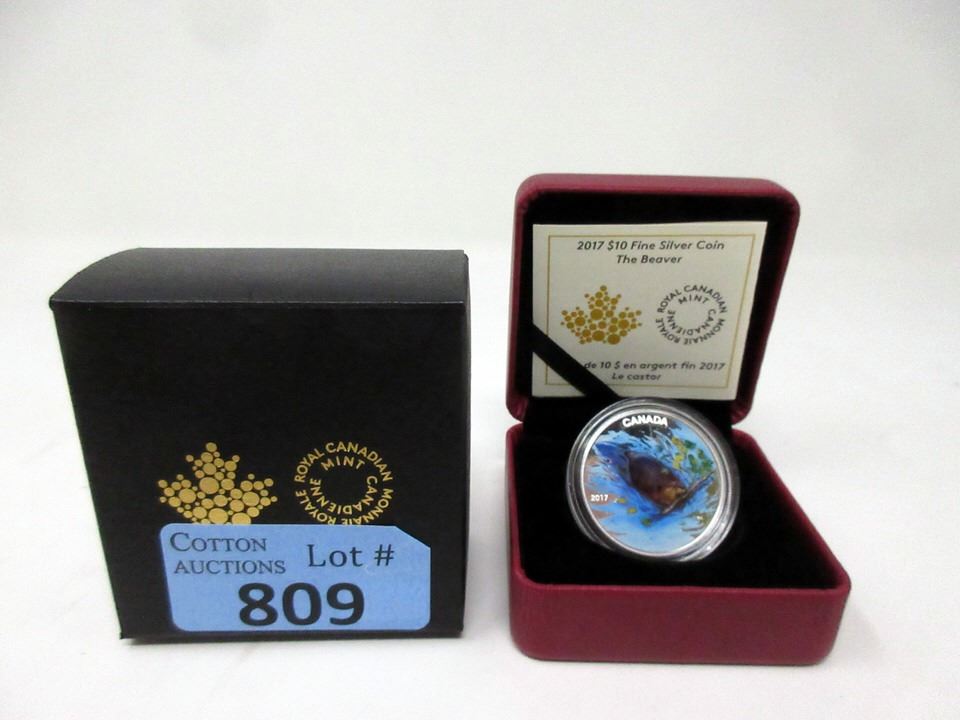 ROYAL CANADIAN MINT
MONNAIE ROYALE CANADIENNE
COTTON
AUCTIONS
Lot #
809
2017 $10 Fine Silver Coin
The Beaver
ROYAL CANADIAN MINT
MONNAIE ROYALE CANADIENNE
de 10 $ en argent fin 2017
Le castor
CANADA
2017